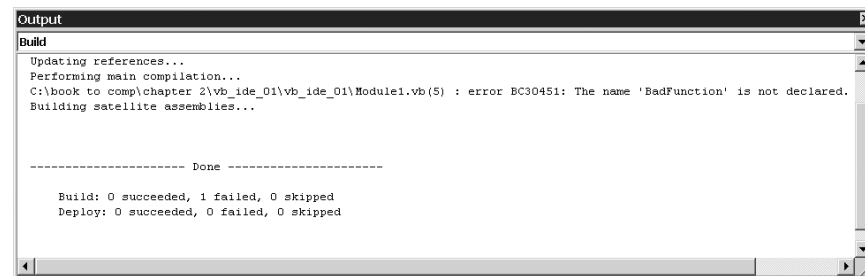 Output
Build
Updating references...
Performing main compilation...
C:\book to comp\chapter 2\vb_ide_01\vb_ide_01\Module1.vb(5) : error BC30451: The name 'BadFunction' is not declared.
Building satellite assemblies...
---------------------- Done ----------------------
Build: 0 succeeded, 1 failed, 0 skipped
Deploy: 0 succeeded, 0 failed, 0 skipped